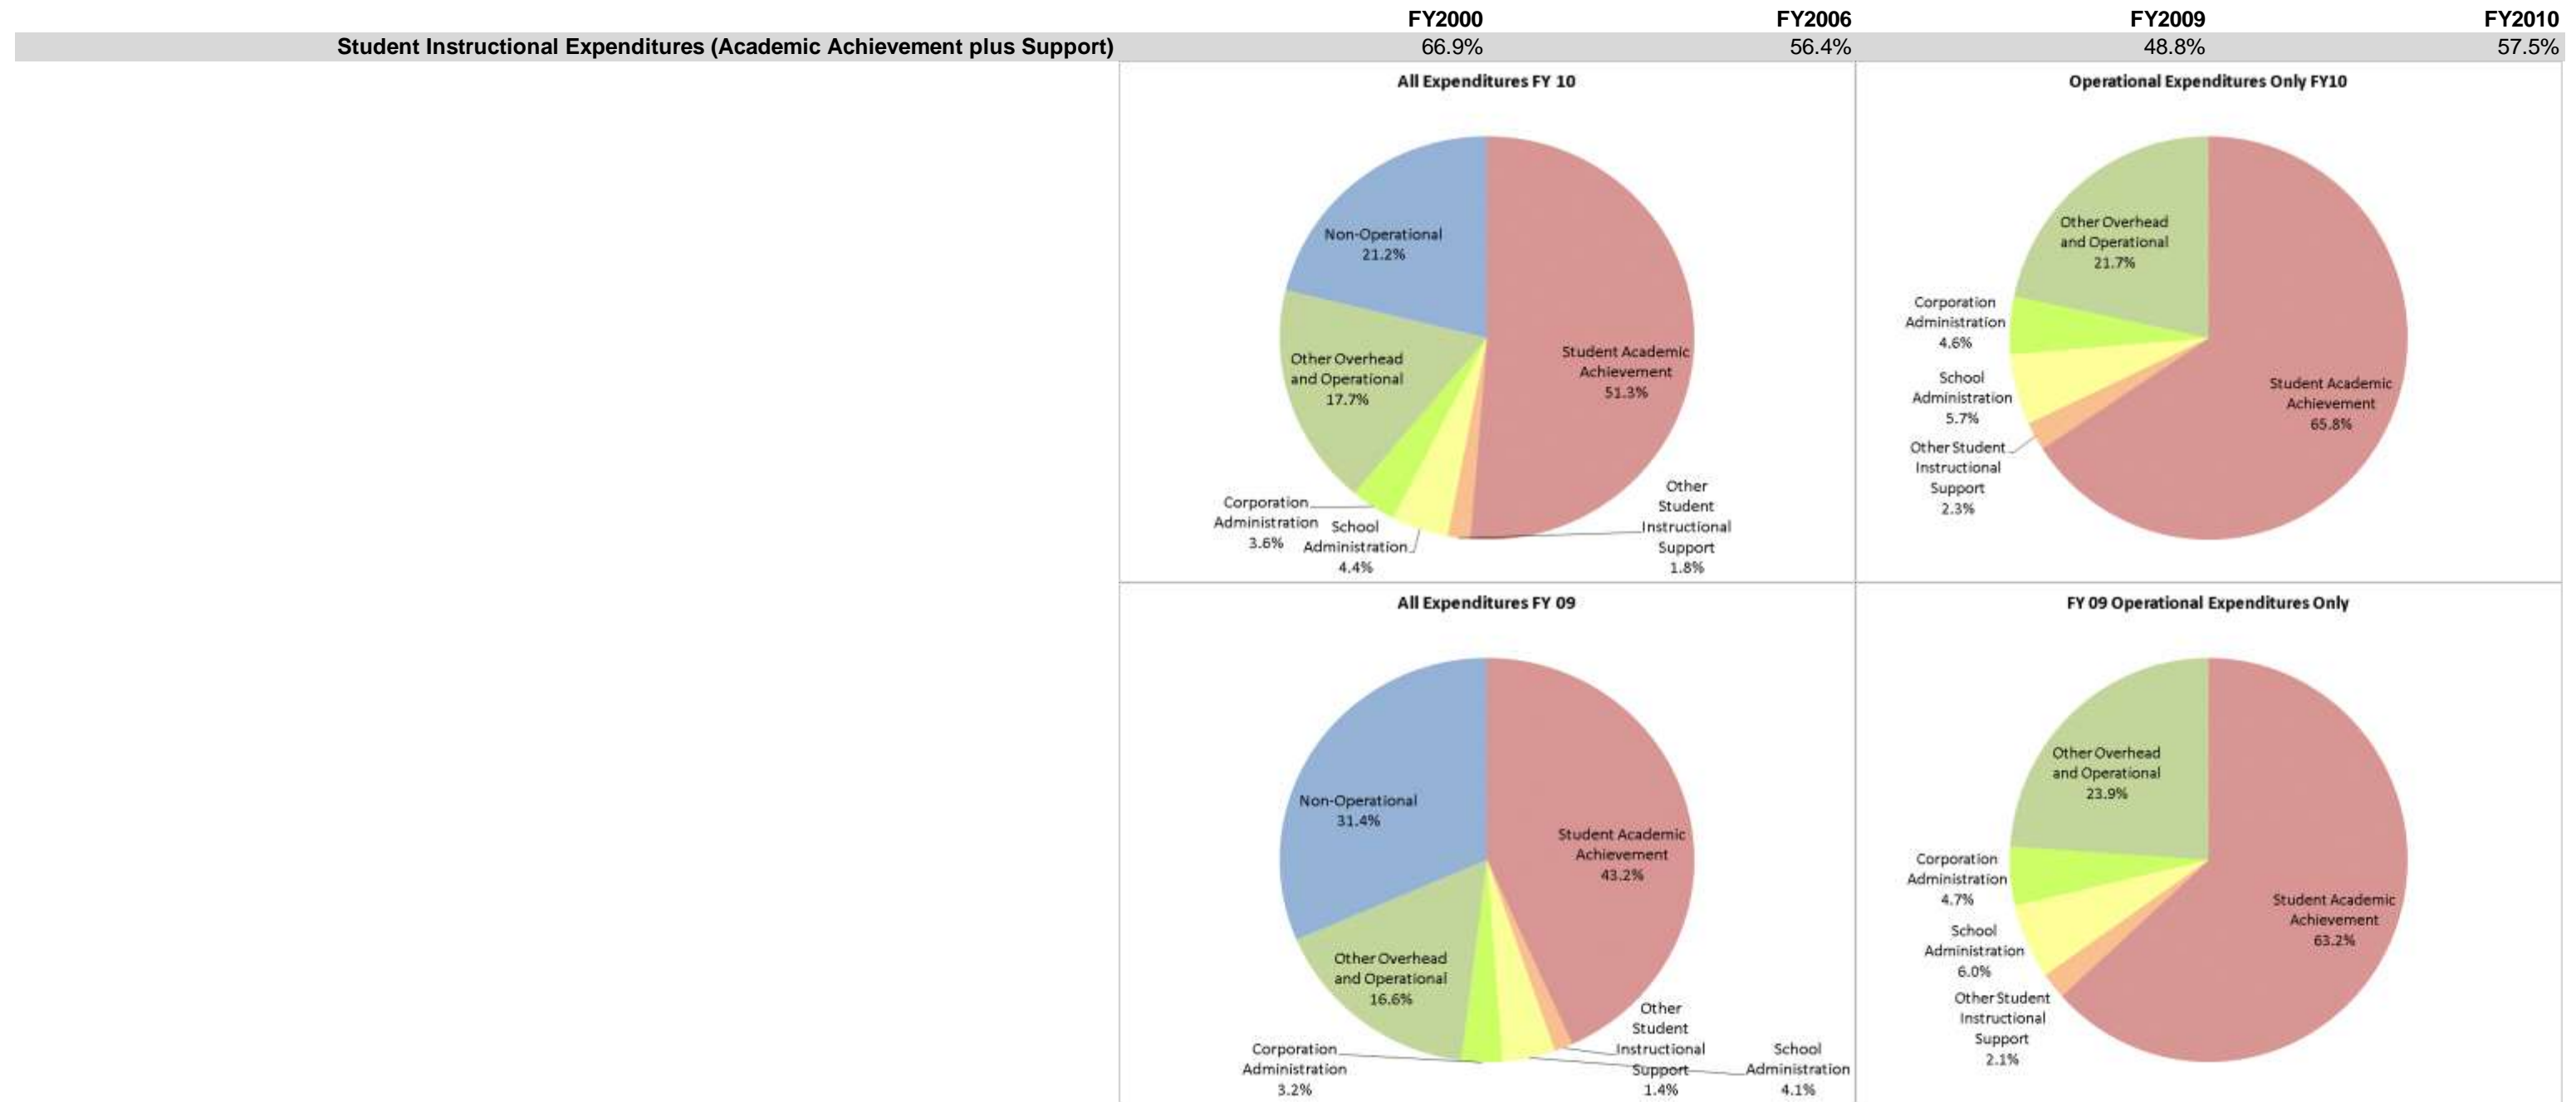 FY2000 FY2006 FY2009 FY2010
Student Instructional Expenditures (Academic Achievement plus Support) 66.9% 56.4% 48.8% 57.5%
All Expenditures FY 10
Non-Operational
21.2%
Other Overhead
and Operational
17.7%
Corporation
Administration
3.6%
School
Administration
4.4%
Other
Student
Instructional
Support
1.8%
Student Academic
Achievement
51.3%
Operational Expenditures Only FY10
Other Overhead
and Operational
21.7%
Corporation
Administration
4.6%
School
Administration
5.7%
Other Student
Instructional
Support
2.3%
Student Academic
Achievement
65.8%
All Expenditures FY 09
Non-Operational
31.4%
Other Overhead
and Operational
16.6%
Corporation
Administration
3.2%
Other
Student
Instructional
Support
1.4%
School
Administration
4.1%
Student Academic
Achievement
43.2%
FY 09 Operational Expenditures Only
Other Overhead
and Operational
23.9%
Corporation
Administration
4.7%
School
Administration
6.0%
Other Student
Instructional
Support
2.1%
Student Academic
Achievement
63.2%